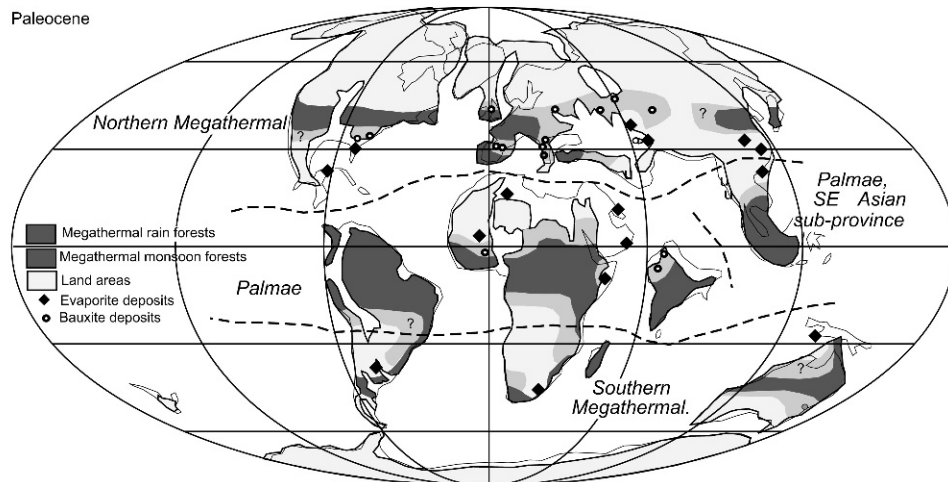 Paleocene
Northern Megathermal
?
?
Palmae,
SE Asian
sub-province
Megathermal rain forests
Megathermal monsoon forests
Land areas
Evaporite deposits
Bauxite deposits
Palmae
?
?
Southern
Megathermal.